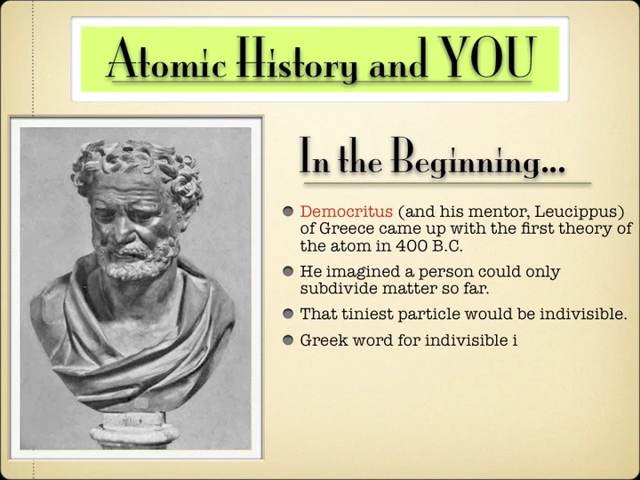 Atomic History and YOU
In the Beginning...
Democritus (and his mentor, Leucippus)
of Greece came up with the first theory of
the atom in 400 B.C.
He imagined a person could only
subdivide matter so far.
That tiniest particle would be indivisible.
Greek word for indivisible i